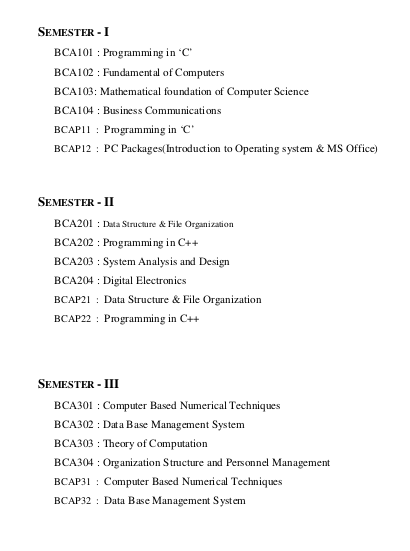 SEMESTER - I
BCA101 : Programming in ‘C’
BCA102 : Fundamental of Computers
BCA103: Mathematical foundation of Computer Science
BCA104 : Business Communications
BCAP11 : Programming in ‘C’
BCAP12 : PC Packages(Introduction to Operating system & MS Office)
SEMESTER - II
BCA201 : Data Structure & File Organization
BCA202 : Programming in C++
BCA203 : System Analysis and Design
BCA204 : Digital Electronics
BCAP21 : Data Structure & File Organization
BCAP22 : Programming in C++
SEMESTER - III
BCA301 : Computer Based Numerical Techniques
BCA302 : Data Base Management System
BCA303 : Theory of Computation
BCA304 : Organization Structure and Personnel Management
BCAP31 : Computer Based Numerical Techniques
BCAP32 : Data Base Management System